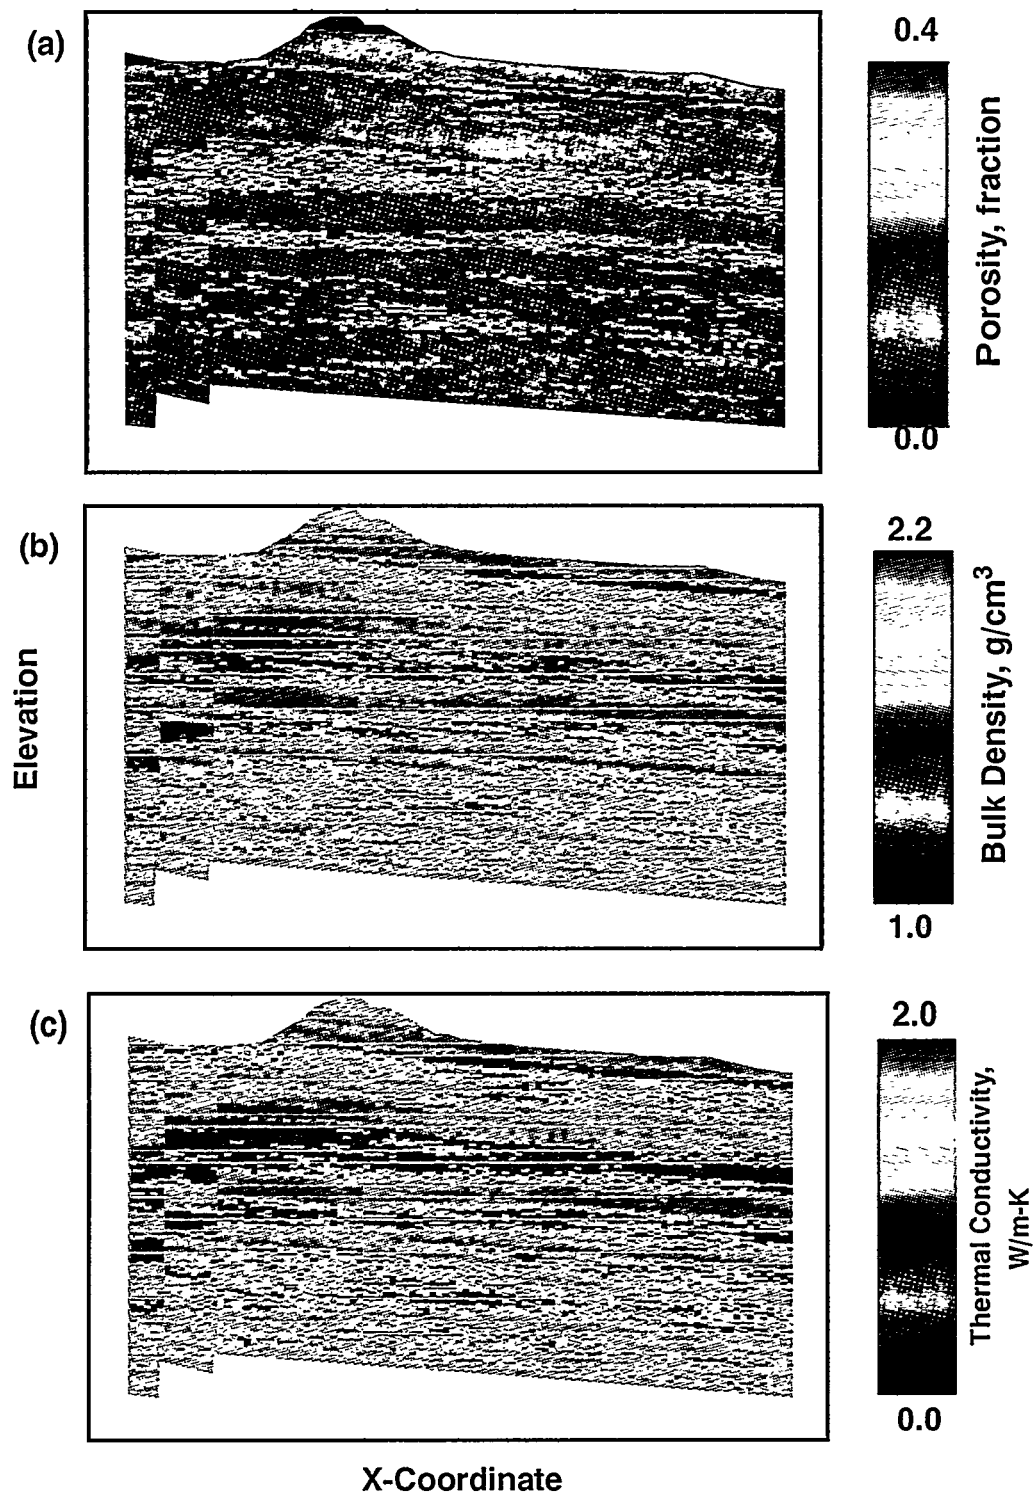 (a)
0.4
Porosity, fraction
0.0
(b)
2.2
Bulk Density, g/cm³
1.0
Elevation
(c)
2.0
Thermal Conductivity,
W/m-K
0.0
X-Coordinate